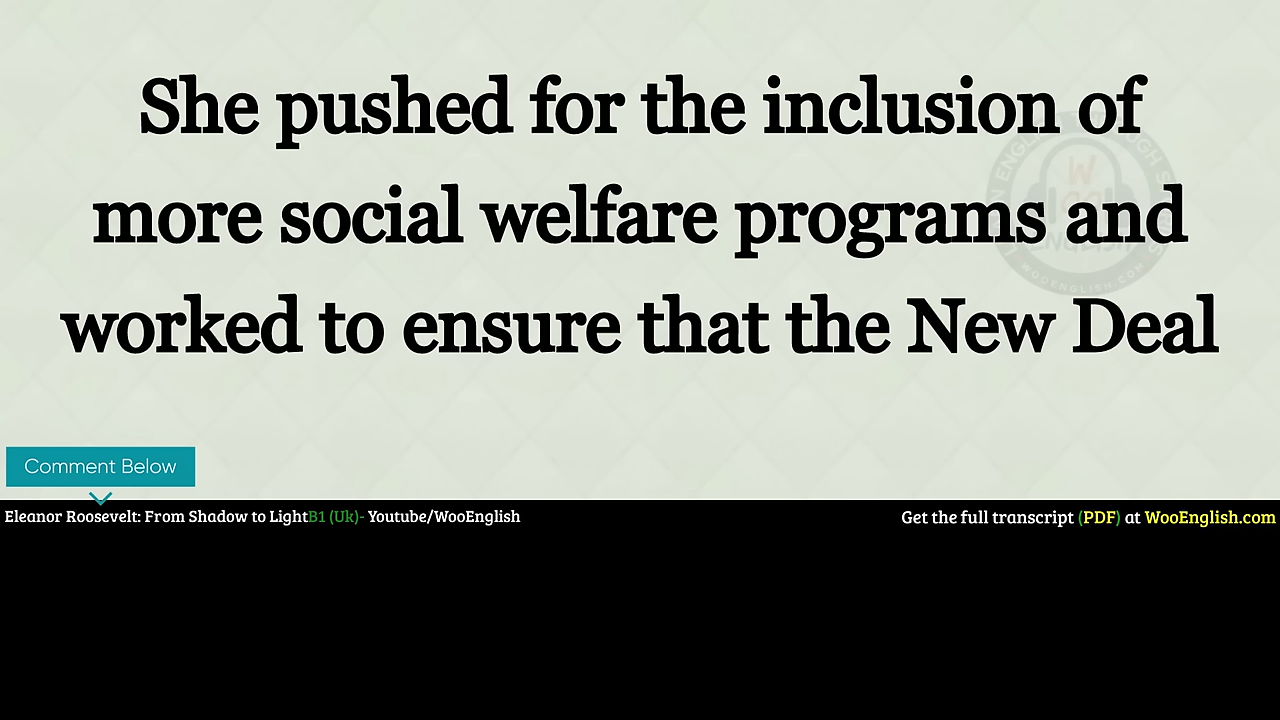 She pushed for the inclusion of
more social welfare programs and
worked to ensure that the New Deal
Comment Below
Eleanor Roosevelt: From Shadow to LightB1 (Uk)- Youtube/WooEnglish
Get the full transcript (PDF) at WooEnglish.com